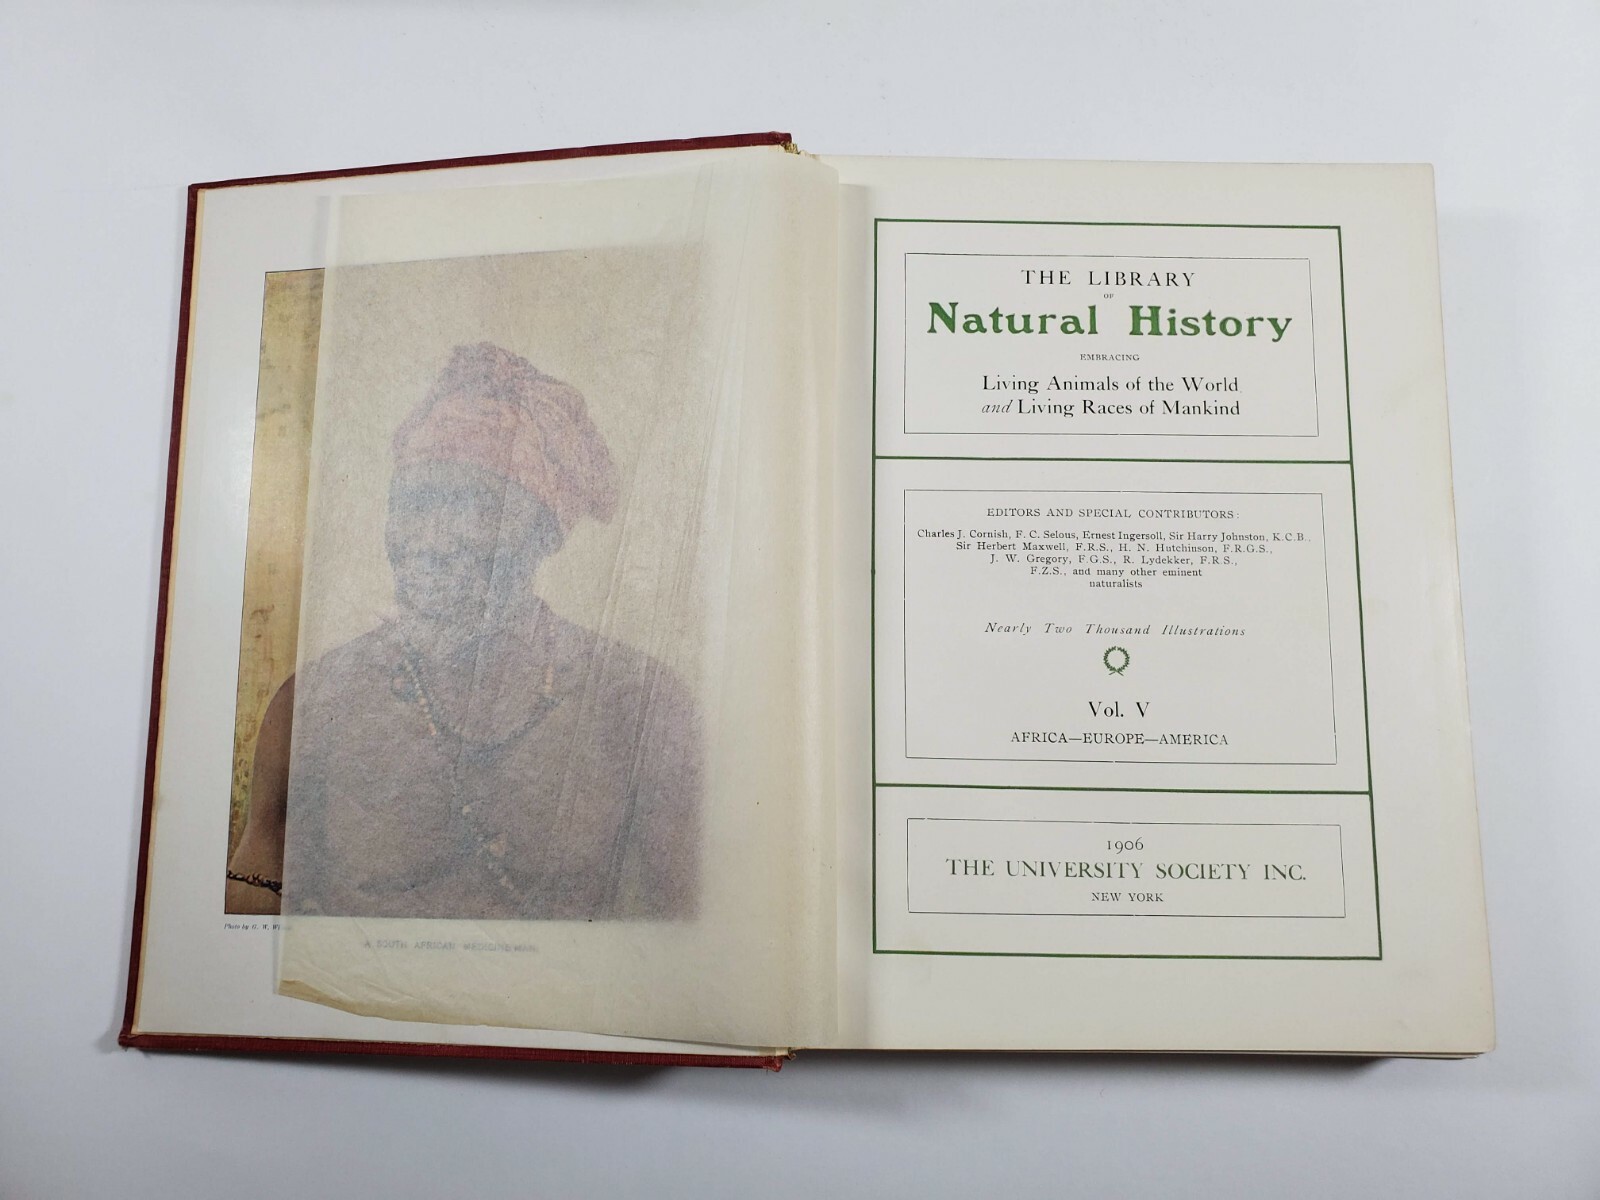 Photo by G. W.
A SOUTH AFRICAN MEDICINE MAN.
THE LIBRARY
OF
Natural History
EMBRACING
Living Animals of the World
and Living Races of Mankind
EDITORS AND SPECIAL CONTRIBUTORS:
Charles J. Cornish, F. C. Selous, Ernest Ingersoll, Sir Harry Johnston, K.C.B.,
Sir Herbert Maxwell, F.R.S., H. N. Hutchinson, F.R.G.S.,
J. W. Gregory, F.G.S., R. Lydekker, F.R.S.,
F.Z.S., and many other eminent
naturalists
Nearly Two Thousand Illustrations
Vol. V
AFRICA—EUROPE—AMERICA
1906
THE UNIVERSITY SOCIETY INC.
NEW YORK